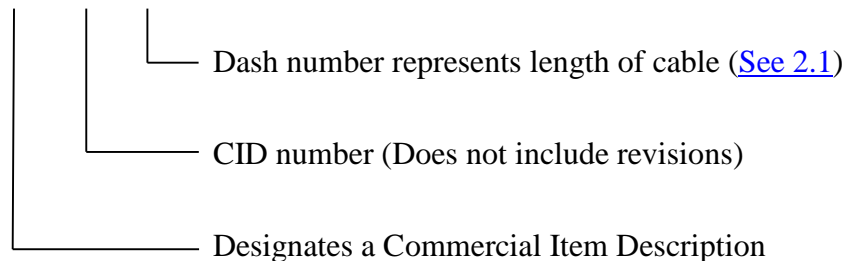 Dash number represents length of cable (See 2.1)
CID number (Does not include revisions)
Designates a Commercial Item Description